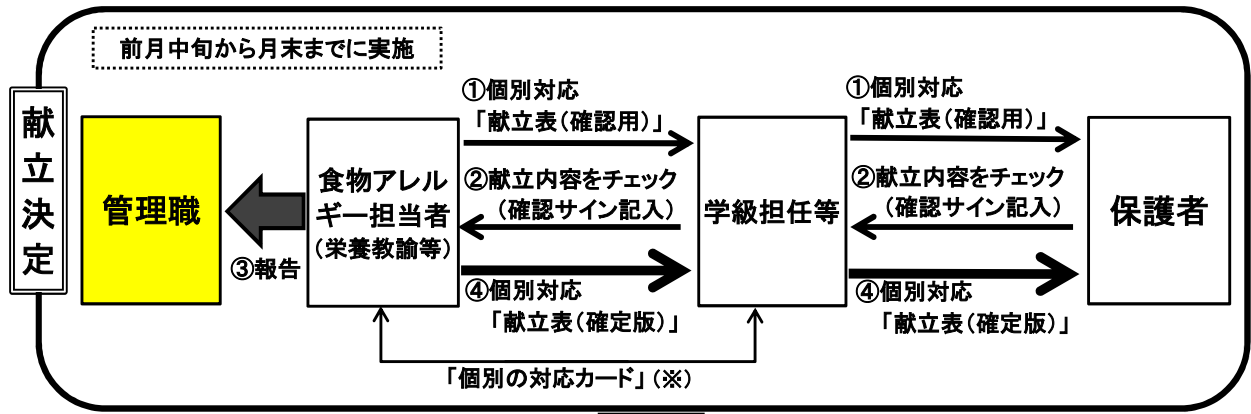 前月中旬から月末までに実施
献立決定
管理職
③報告
食物アレル
ギー担当者
(栄養教諭等)
①個別対応
「献立表(確認用)」
②献立内容をチェック
(確認サイン記入)
④個別対応
「献立表(確定版)」
学級担任等
①個別対応
「献立表(確認用)」
②献立内容をチェック
(確認サイン記入)
④個別対応
「献立表(確定版)」
保護者
「個別の対応カード」(※)